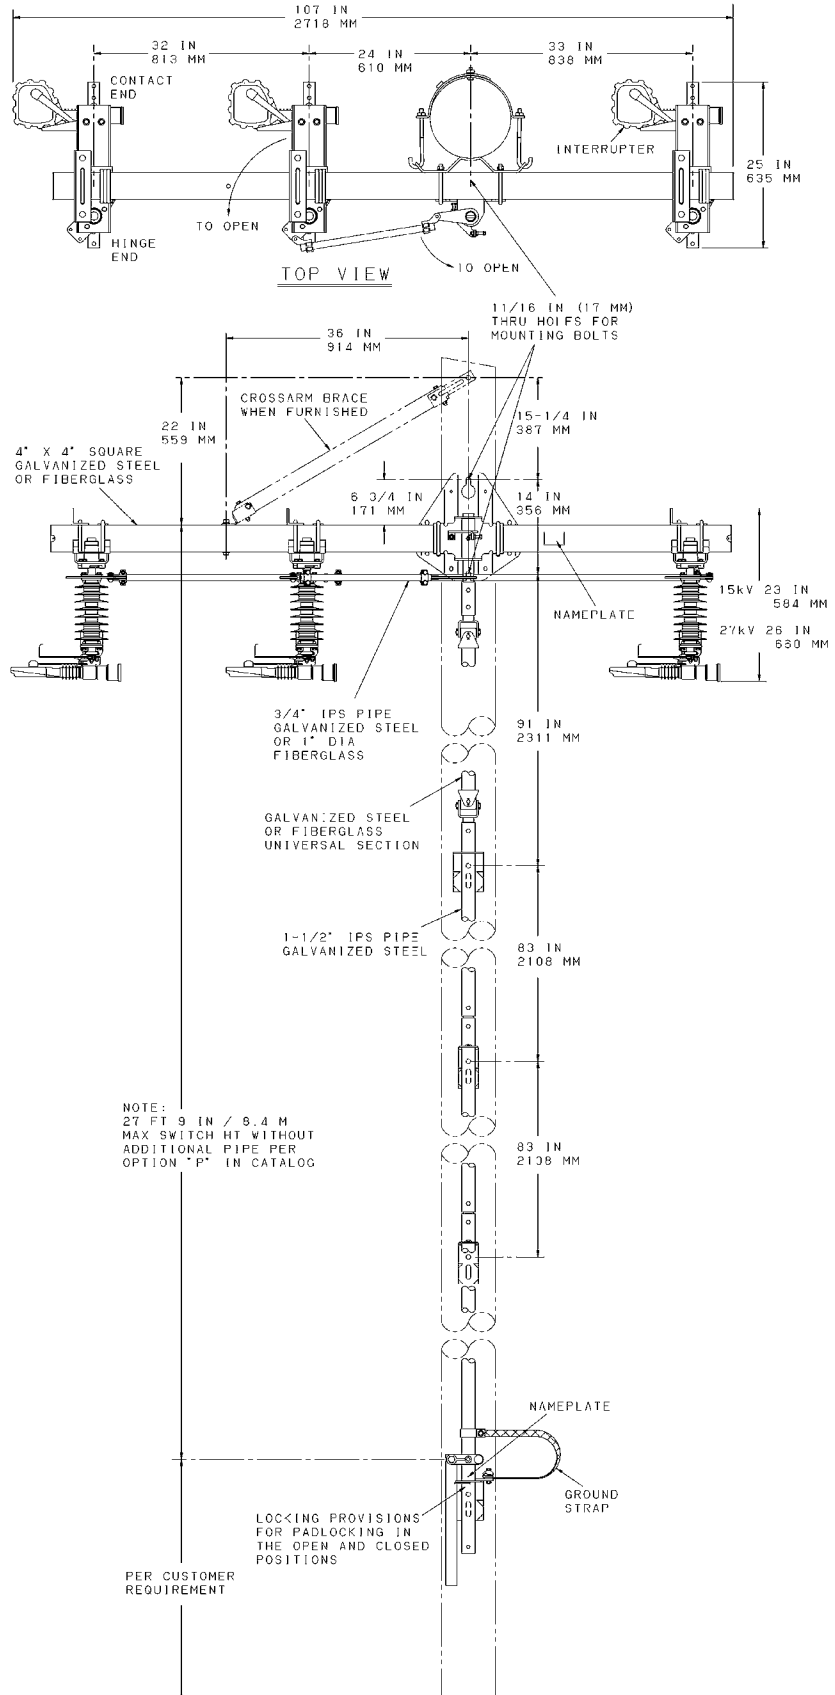 107 IN
2718 MM
32 IN
813 MM
24 IN
610 MM
33 IN
838 MM
CONTACT
END
INTERRUPTER
25 IN
635 MM
TO OPEN
HINGE
END
TO OPEN
TOP VIEW
11/16 IN (17 MM)
THRU HOLES FOR
MOUNTING BOLTS
36 IN
914 MM
CROSSARM BRACE
WHEN FURNISHED
22 IN
559 MM
15-1/4 IN
387 MM
4" X 4" SQUARE
GALVANIZED STEEL
OR FIBERGLASS
6 3/4 IN
171 MM
14 IN
356 MM
NAMEPLATE
15kV 23 IN
584 MM
27kV 26 IN
660 MM
3/4" IPS PIPE
GALVANIZED STEEL
OR 1" DIA
FIBERGLASS
91 IN
2311 MM
GALVANIZED STEEL
OR FIBERGLASS
UNIVERSAL SECTION
1-1/2" IPS PIPE
GALVANIZED STEEL
83 IN
2108 MM
NOTE:
27 FT 9 IN / 8.4 M
MAX SWITCH HT WITHOUT
ADDITIONAL PIPE PER
OPTION "P" IN CATALOG
83 IN
2108 MM
NAMEPLATE
GROUND
STRAP
LOCKING PROVISIONS
FOR PADLOCKING IN
THE OPEN AND CLOSED
POSITIONS
PER CUSTOMER
REQUIREMENT